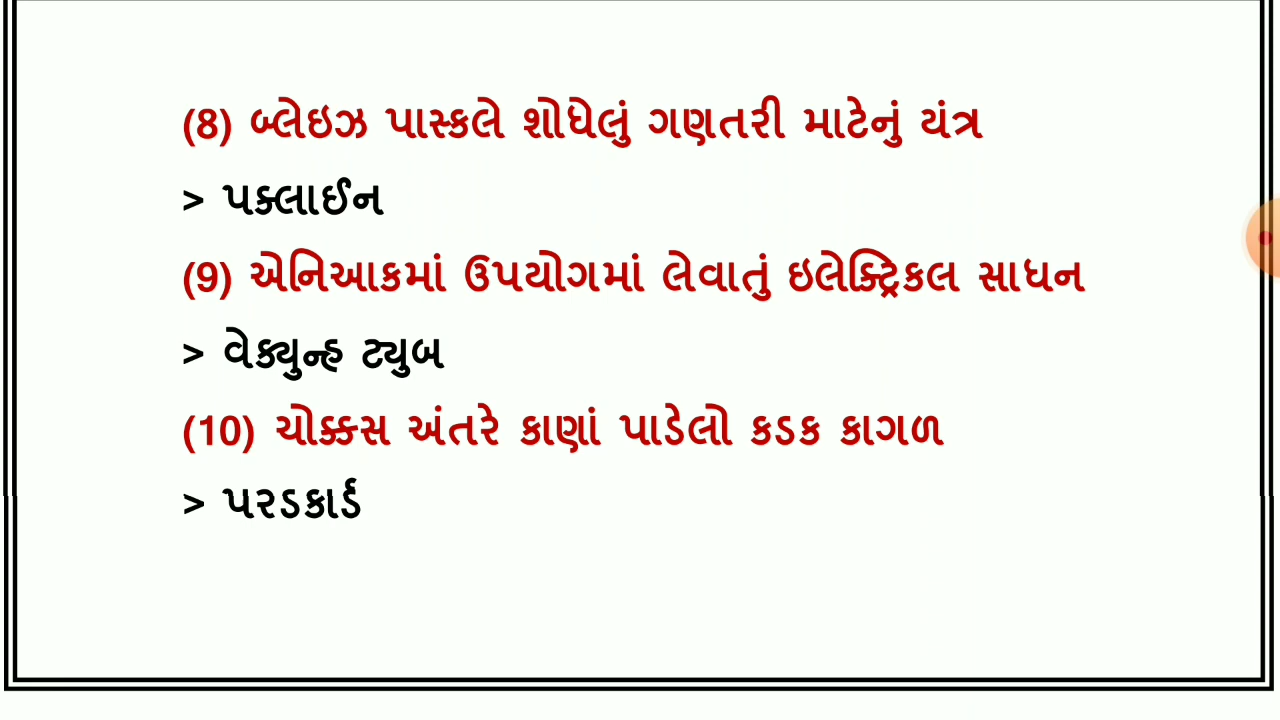 (8) બ્લેઇઝ પાસ્કલે શોધેલું ગણતરી માટેનું યંત્ર
> પક્લાઈન
(9) એનિઆકમાં ઉપયોગમાં લેવાતું ઇલેક્ટ્રિકલ સાધન
> વેક્યુન્હ ટ્યુબ
(10) ચોક્કસ અંતરે કાણાં પાડેલો કડક કાગળ
> પરડકાર્ડ